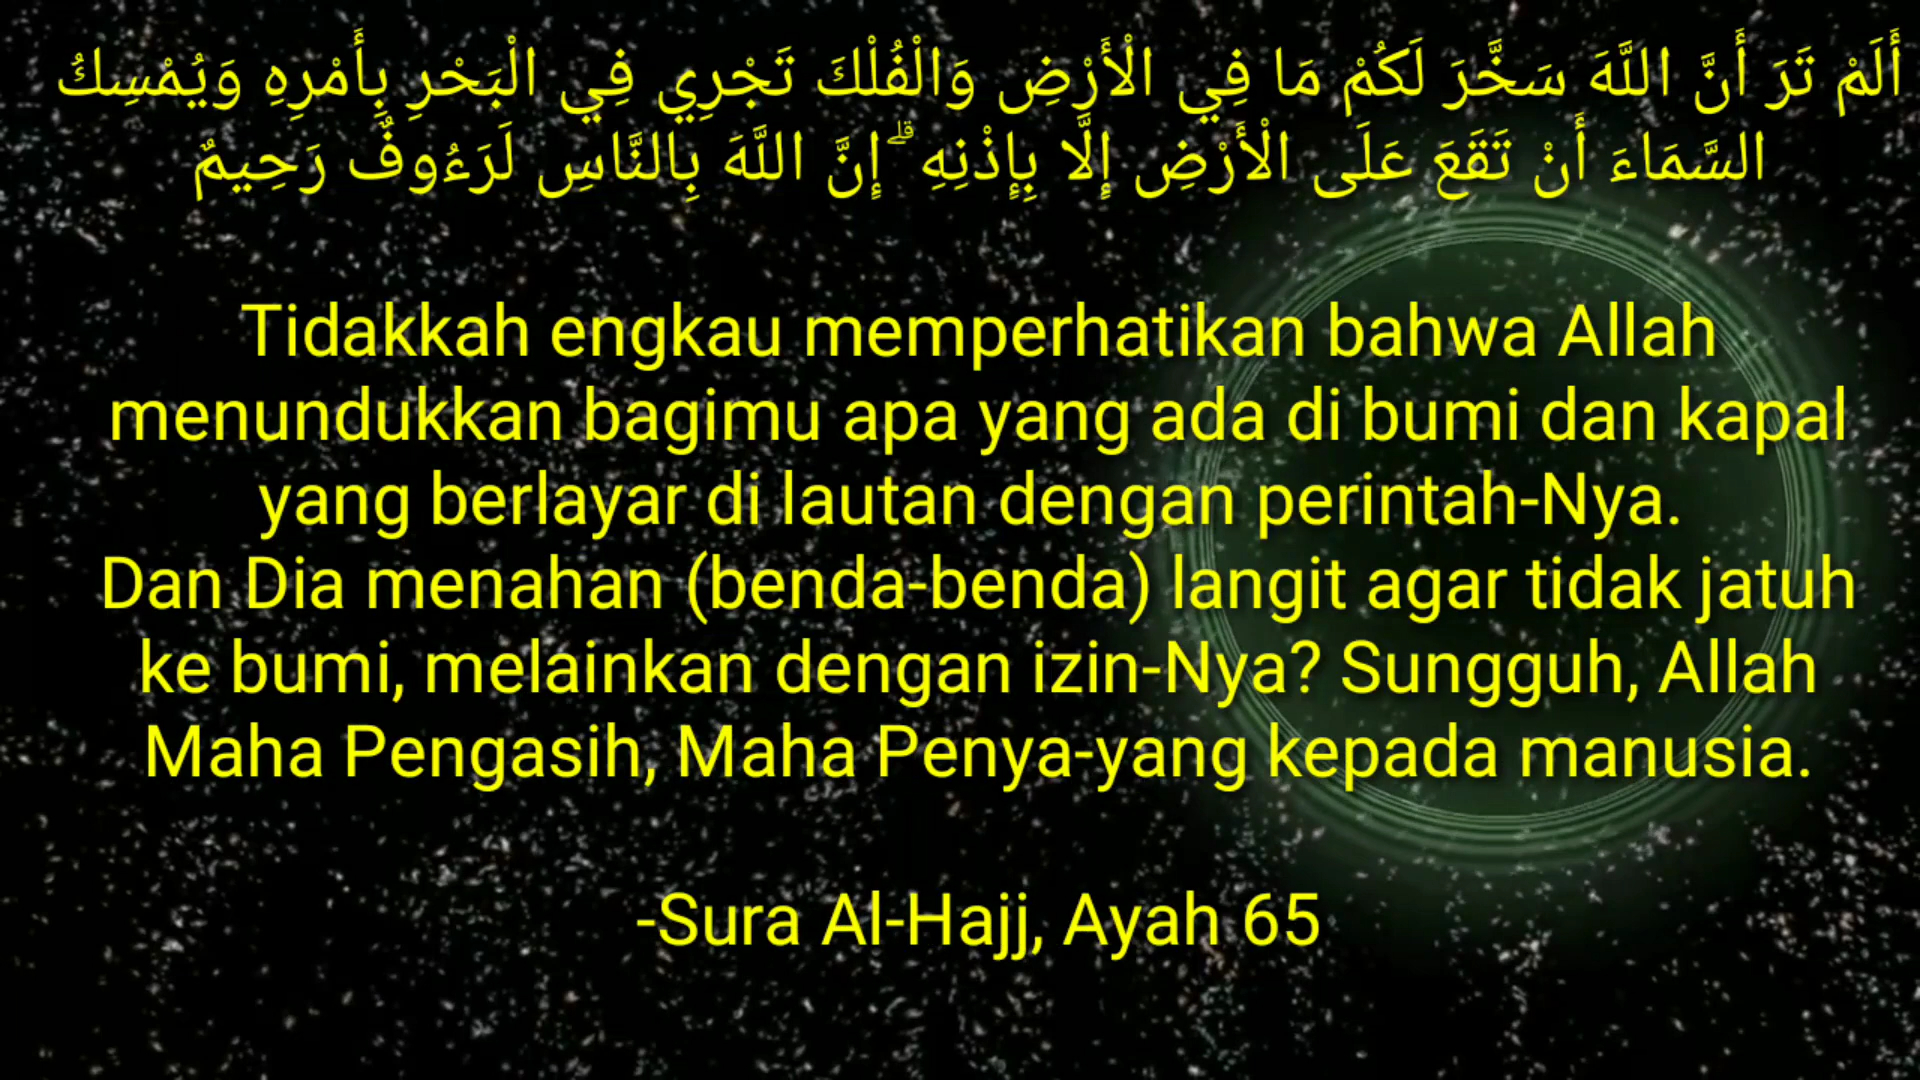 أَلَمْ تَرَ أَنَّ اللَّهَ سَخَّرَ لَكُمْ مَا فِي الْأَرْضِ وَالْفُلْكَ تَجْرِي فِي الْبَحْرِ بِأَمْرِهِ وَيُمْسِكُ
السَّمَاءَ أَنْ تَقَعَ عَلَى الْأَرْضِ إِلَّا بِإِذْنِهِ ۗ إِنَّ اللَّهَ بِالنَّاسِ لَرَءُوفٌ رَحِيمٌ
Tidakkah engkau memperhatikan bahwa Allah
menundukkan bagimu apa yang ada di bumi dan kapal
yang berlayar di lautan dengan perintah-Nya.
Dan Dia menahan (benda-benda) langit agar tidak jatuh
ke bumi, melainkan dengan izin-Nya? Sungguh, Allah
Maha Pengasih, Maha Penya-yang kepada manusia.
-Sura Al-Hajj, Ayah 65